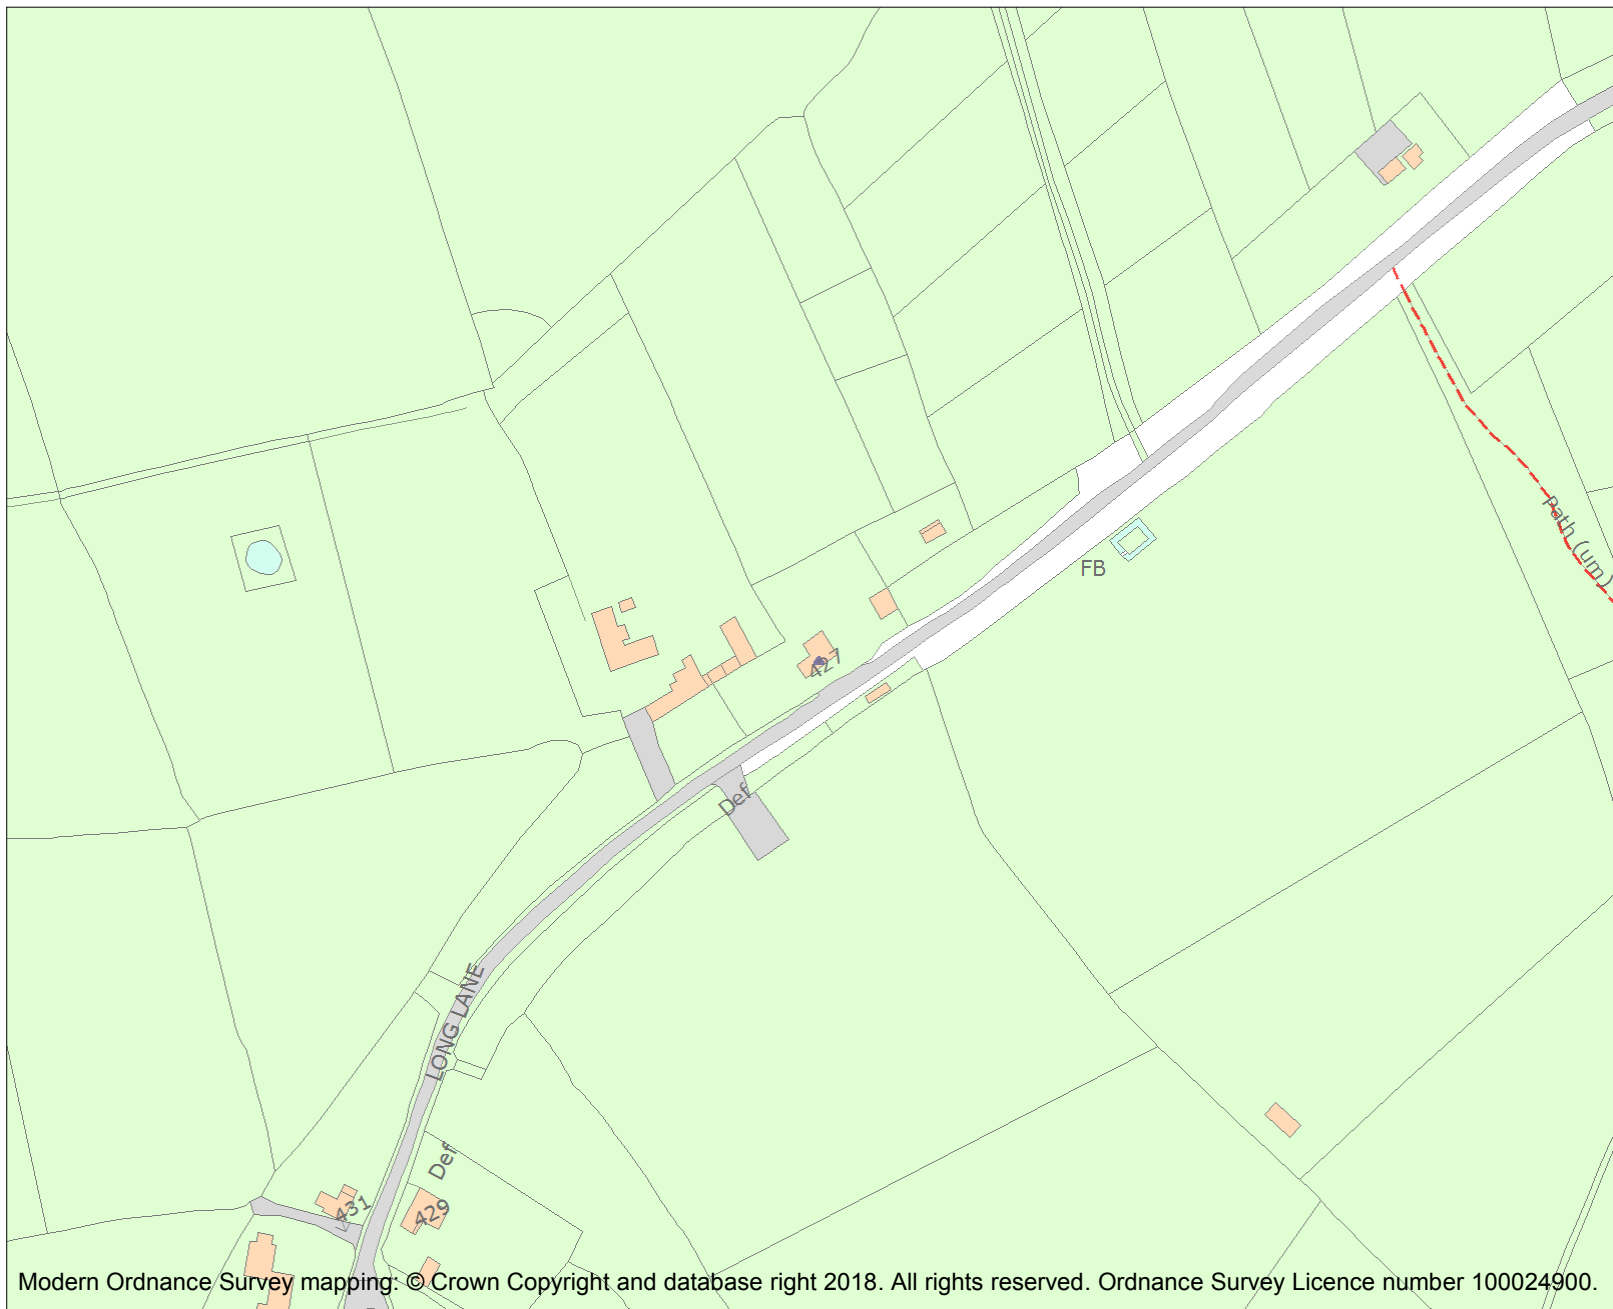 Path (um)
FB
427
Def
LONG LANE
Def
431
429
Modern Ordnance Survey mapping: © Crown Copyright and database right 2018. All rights reserved. Ordnance Survey Licence number 100024900.